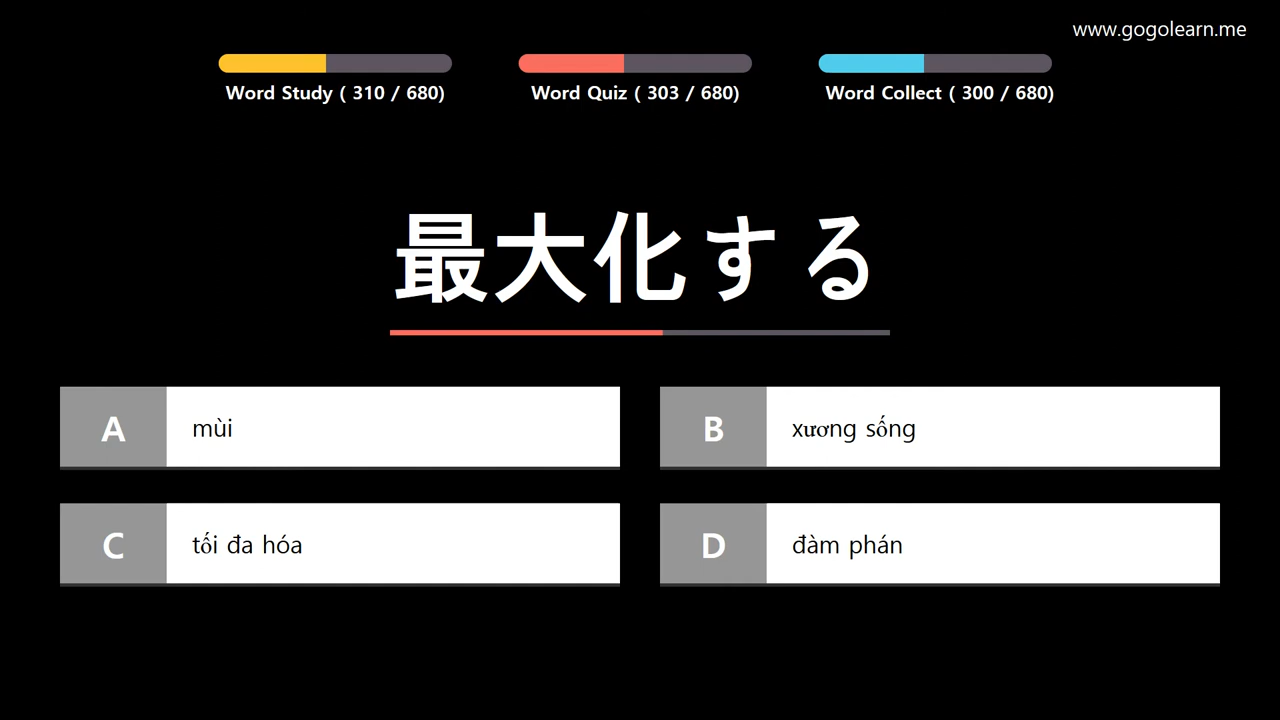 www.gogolearn.me
Word Study ( 310 / 680)
Word Quiz ( 303 / 680)
Word Collect ( 300 / 680)
最大化する
A mùi
B xương sống
C tối đa hóa
D đàm phán